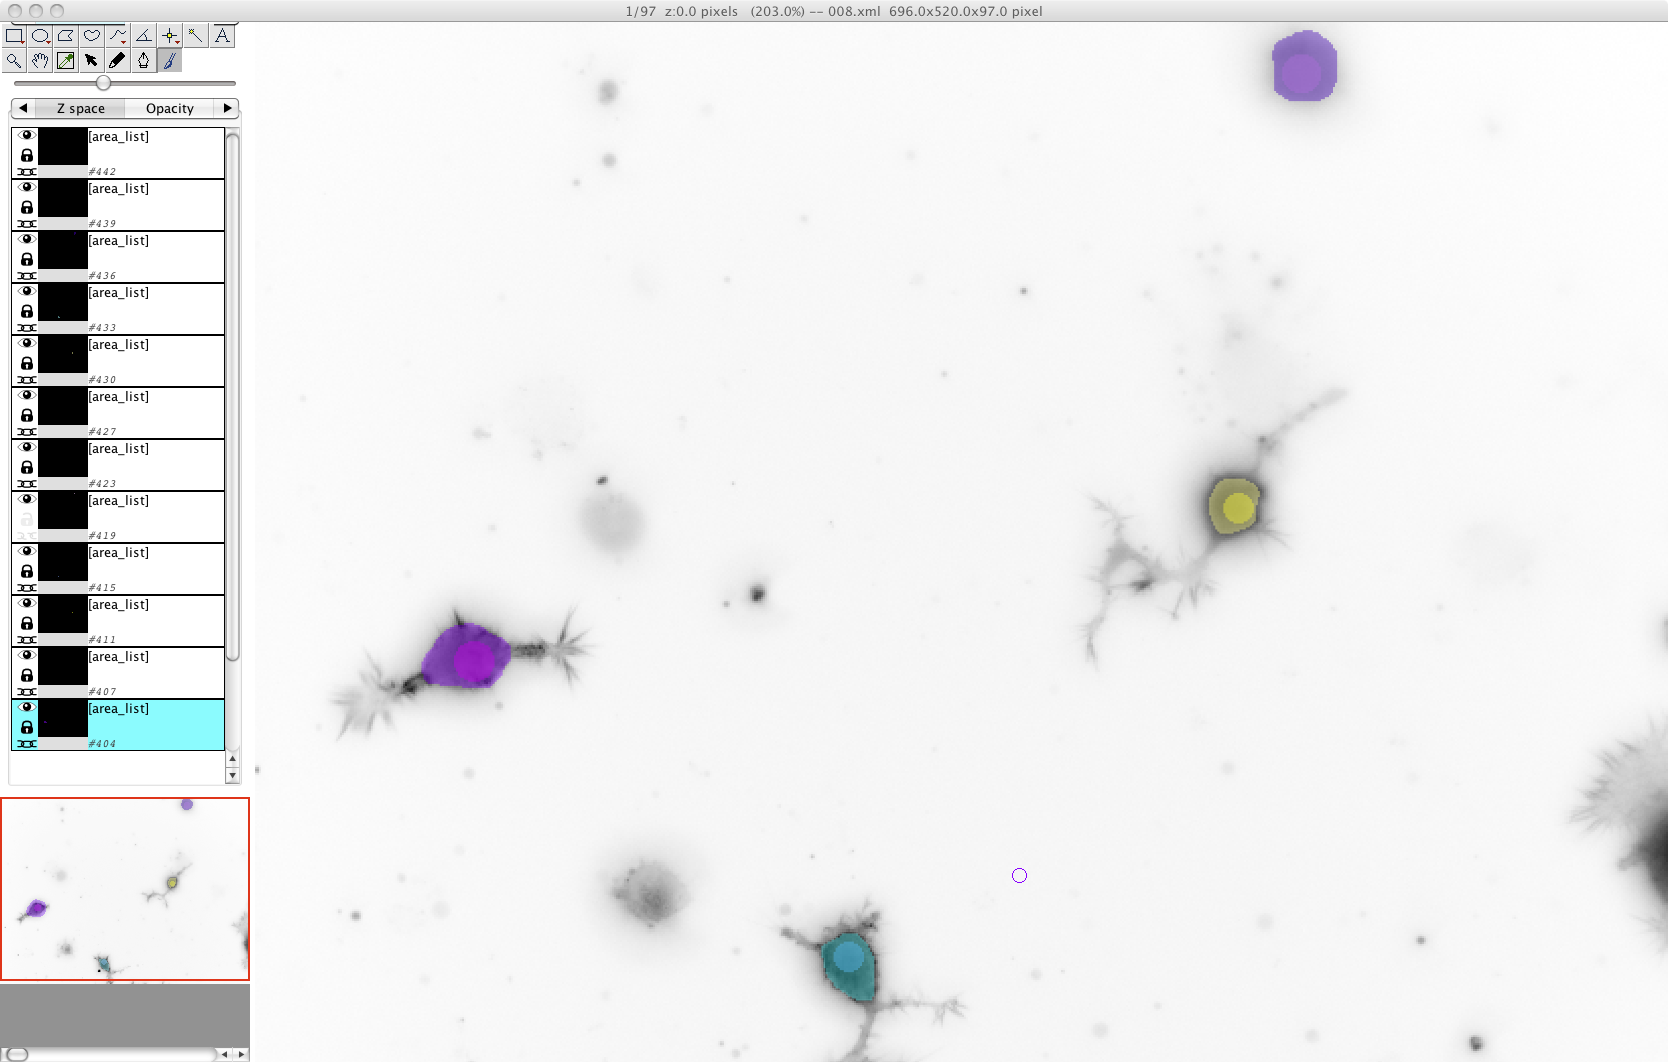 1/97 z:0.0 pixels (203.0%) -- 008.xml 696.0x520.0x97.0 pixel
A
Z space Opacity
[area_list]
#442
[area_list]
#439
[area_list]
#436
[area_list]
#433
[area_list]
#430
[area_list]
#427
[area_list]
#423
[area_list]
#419
[area_list]
#415
[area_list]
#411
[area_list]
#407
[area_list]
#404